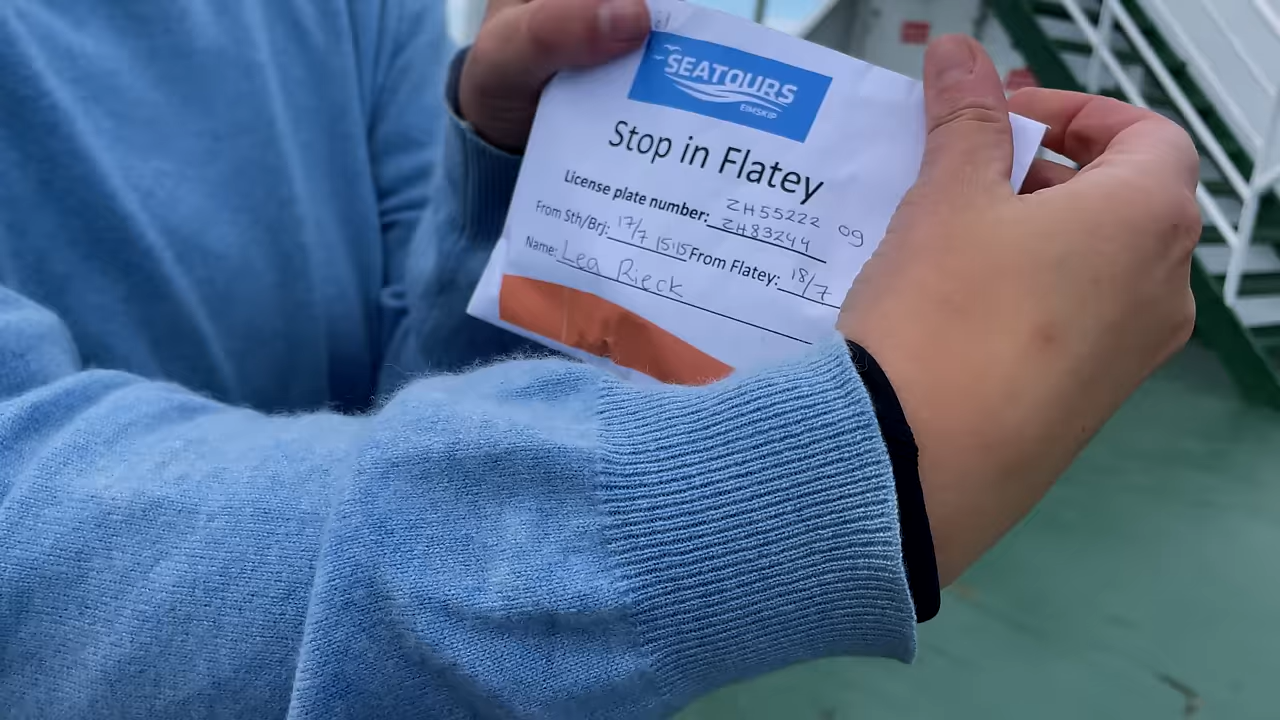 SEATOURS
EIMSKIP
Stop in Flatey
License plate number: ZH55222 09
ZH83244
From Sth/Brj: 17/7 15:15 From Flatey: 18/7
Name: Lea Rieck